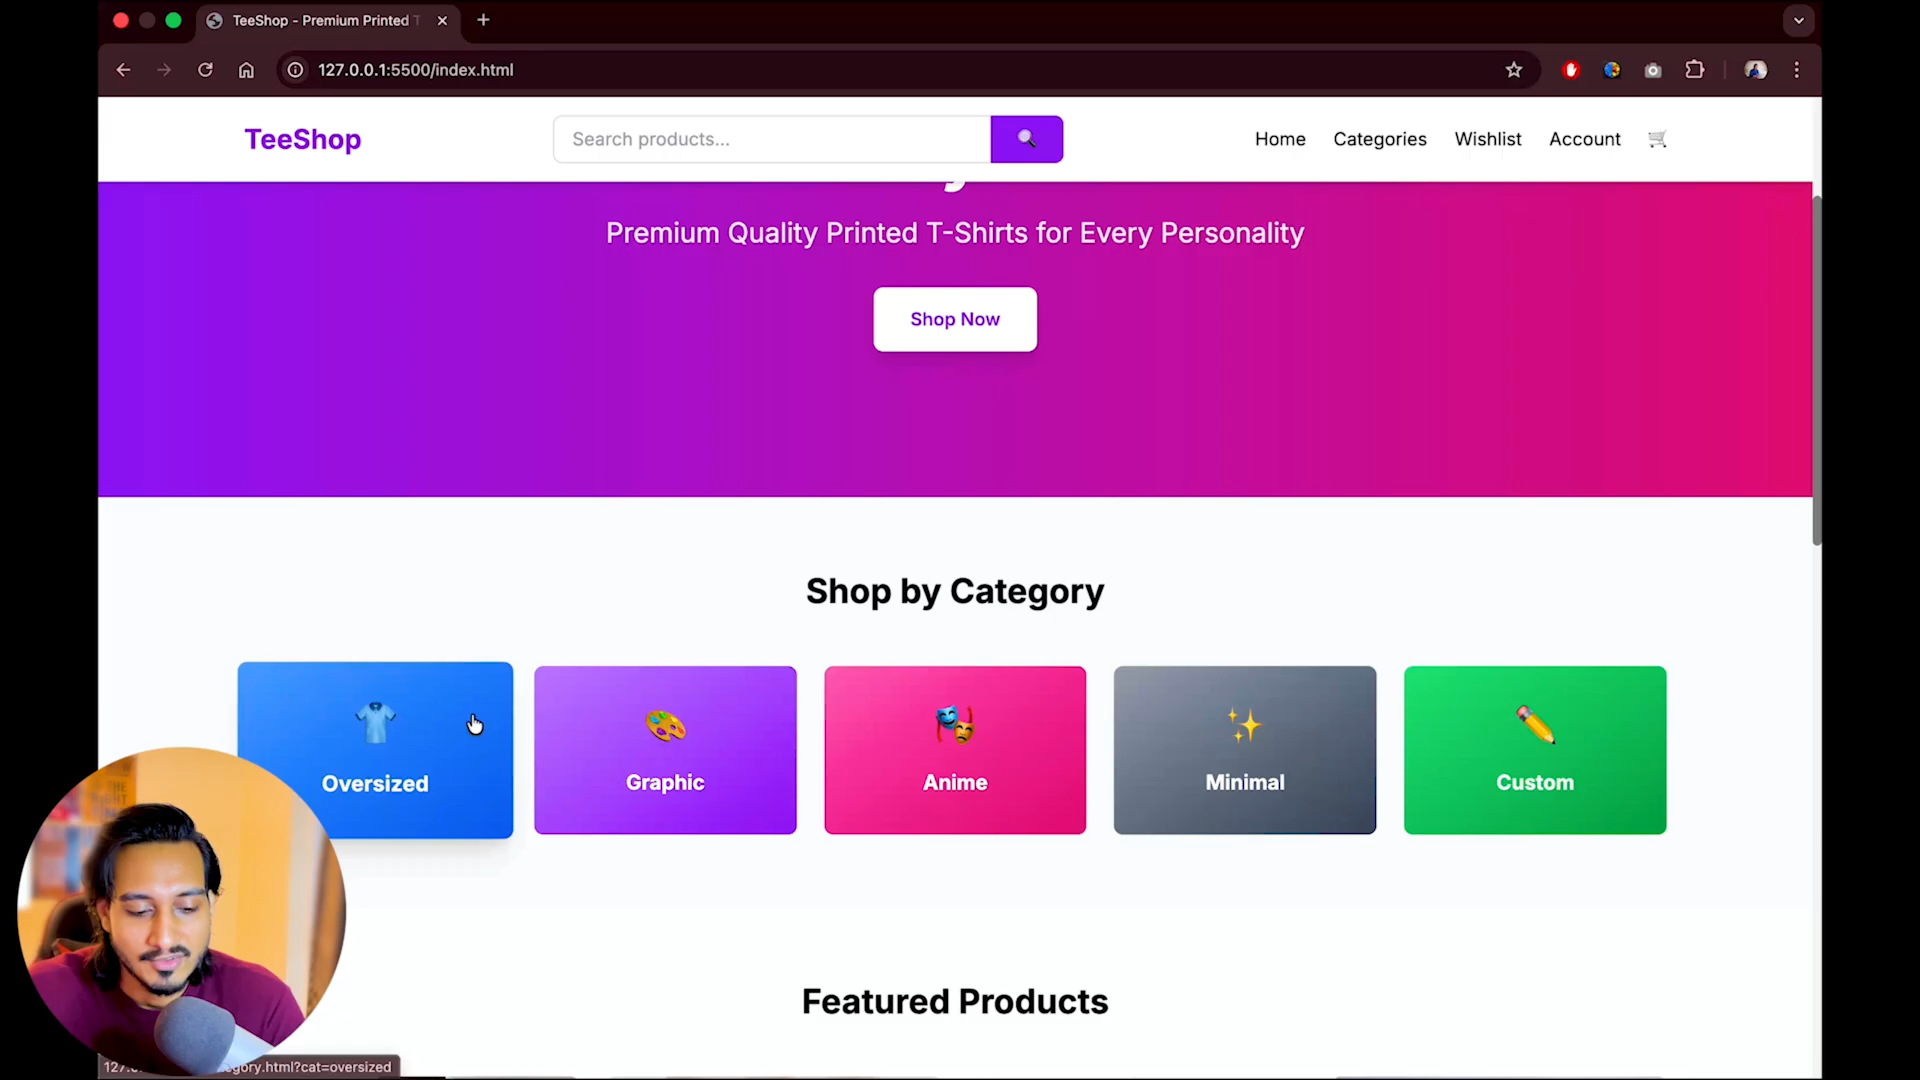 TeeShop - Premium Printed T
127.0.0.1:5500/index.html
TeeShop
Search products...
Home
Categories
Wishlist
Account
Premium Quality Printed T-Shirts for Every Personality
Shop Now
Shop by Category
Oversized
Graphic
Anime
Minimal
Custom
Featured Products
egory.html?cat=oversized